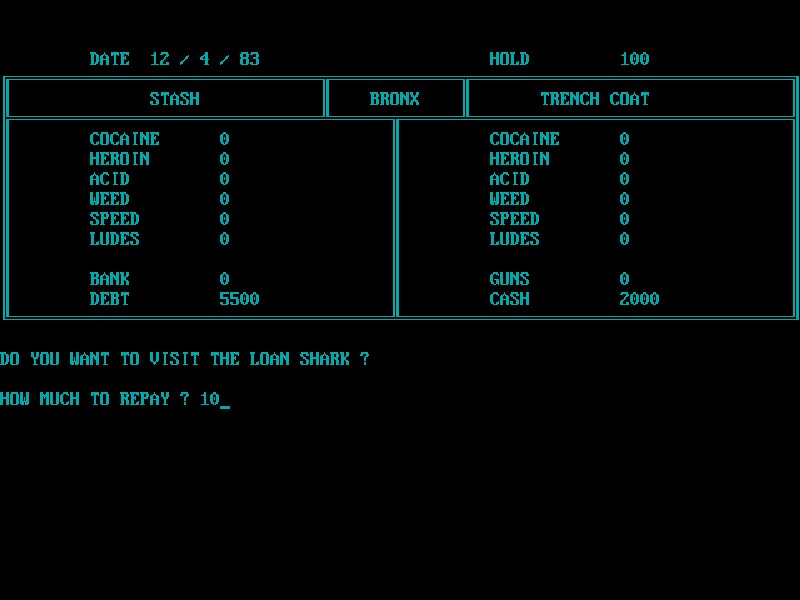 DATE 12 / 4 / 83 HOLD 100
STASH BRONX TRENCH COAT
COCAINE 0 COCAINE 0
HEROIN 0 HEROIN 0
ACID 0 ACID 0
WEED 0 WEED 0
SPEED 0 SPEED 0
LUDES 0 LUDES 0
BANK 0 GUNS 0
DEBT 5500 CASH 2000
DO YOU WANT TO VISIT THE LOAN SHARK ?
HOW MUCH TO REPAY ? 10_